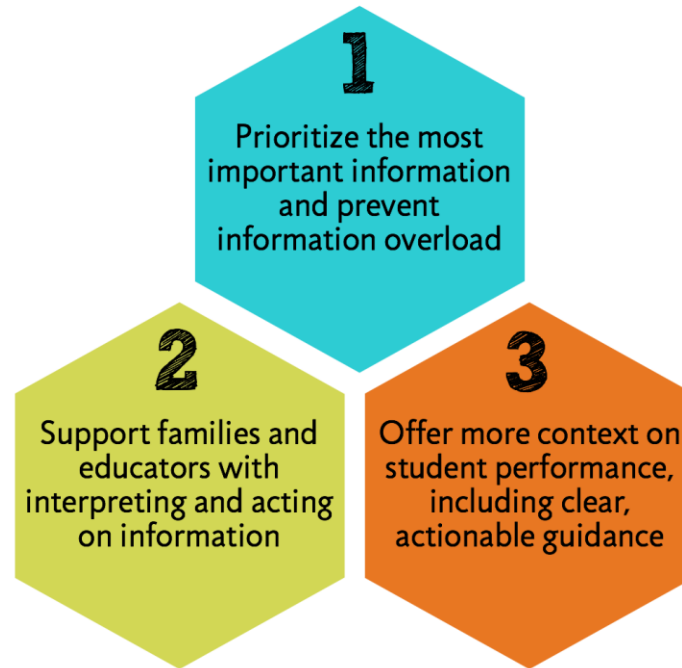 1
Prioritize the most
important information
and prevent
information overload
2
Support families and
educators with
interpreting and acting
on information
3
Offer more context on
student performance,
including clear,
actionable guidance